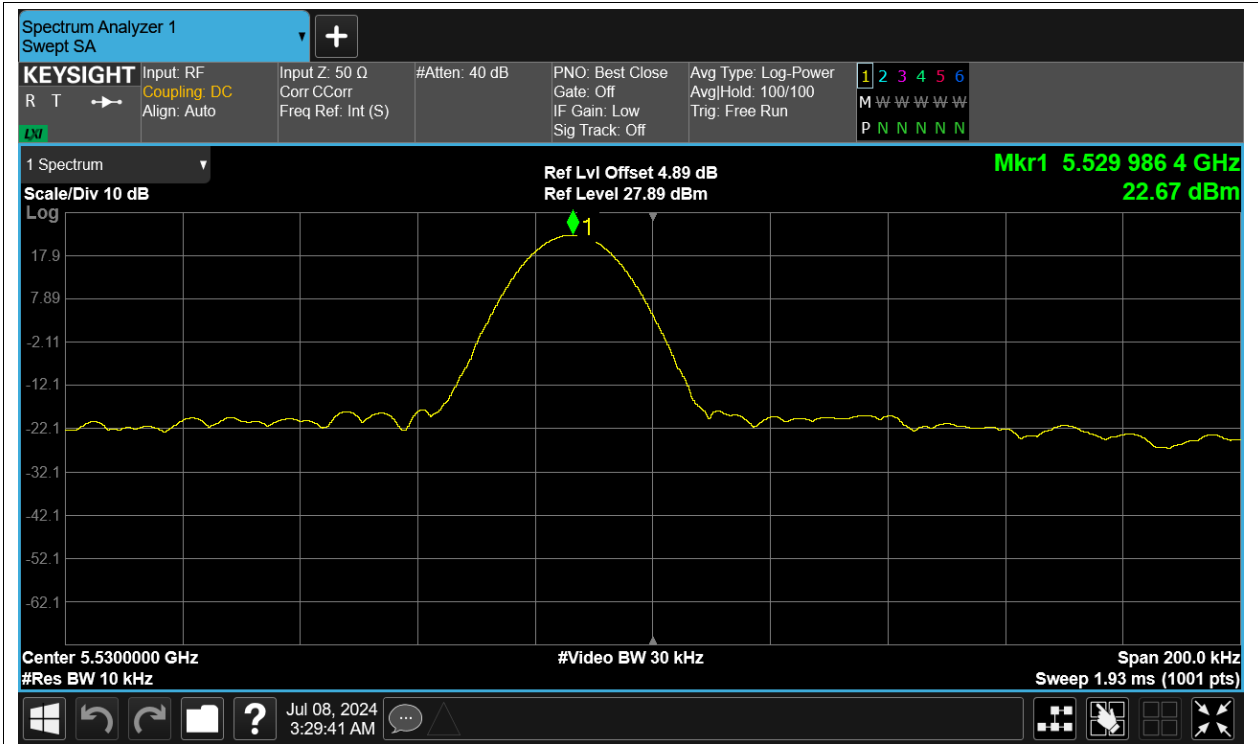 Spectrum Analyzer 1
Swept SA
KEYSIGHT
R T
LXI
Input: RF
Coupling: DC
Align: Auto
Input Z: 50 Ω
Corr CCorr
Freq Ref: Int (S)
#Atten: 40 dB
PNO: Best Close
Gate: Off
IF Gain: Low
Sig Track: Off
Avg Type: Log-Power
Avg|Hold: 100/100
Trig: Free Run
1 2 3 4 5 6
M W W W W W
P N N N N N
1 Spectrum
Scale/Div 10 dB
Log
Ref Lvl Offset 4.89 dB
Ref Level 27.89 dBm
Mkr1 5.529 986 4 GHz
22.67 dBm
1
17.9
7.89
-2.11
-12.1
-22.1
-32.1
-42.1
-52.1
-62.1
Center 5.5300000 GHz
#Res BW 10 kHz
#Video BW 30 kHz
Span 200.0 kHz
Sweep 1.93 ms (1001 pts)
?
Jul 08, 2024
3:29:41 AM